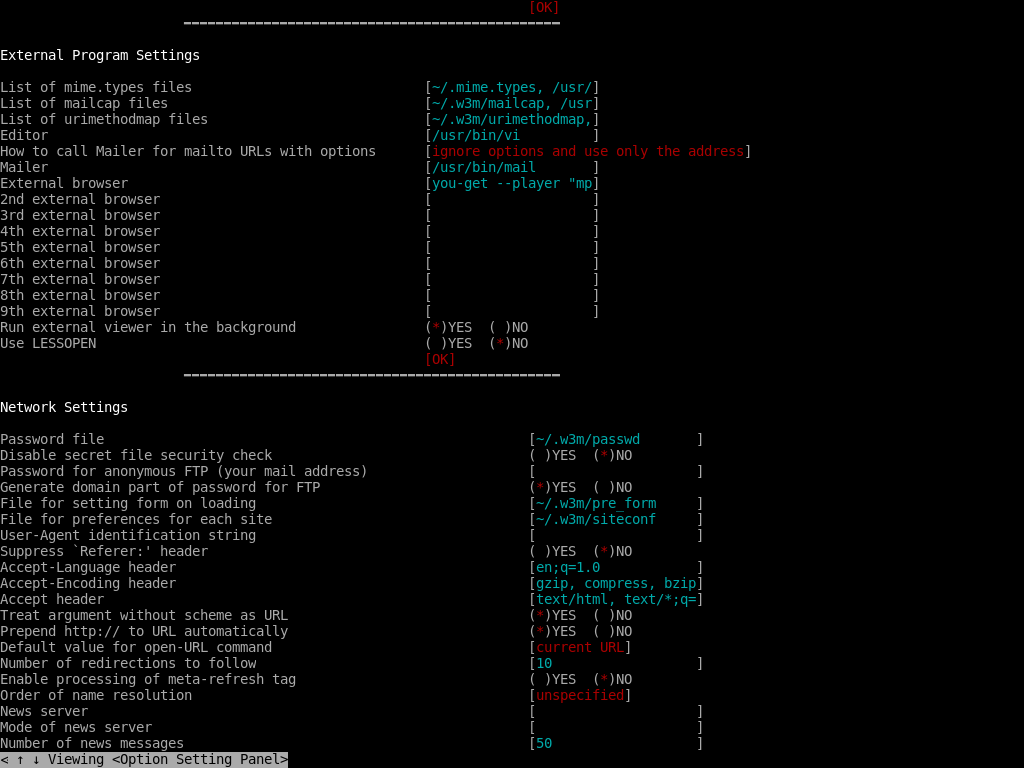 [OK]
External Program Settings
List of mime.types files [~/.mime.types, /usr/]
List of mailcap files [~/.w3m/mailcap, /usr]
List of urimethodmap files [~/.w3m/urimethodmap,]
Editor [/usr/bin/vi ]
How to call Mailer for mailto URLs with options [ignore options and use only the address]
Mailer [/usr/bin/mail ]
External browser [you-get --player "mp]
2nd external browser [ ]
3rd external browser [ ]
4th external browser [ ]
5th external browser [ ]
6th external browser [ ]
7th external browser [ ]
8th external browser [ ]
9th external browser [ ]
Run external viewer in the background (*)YES ( )NO
Use LESSOPEN ( )YES (*)NO
[OK]
Network Settings
Password file [~/.w3m/passwd ]
Disable secret file security check ( )YES (*)NO
Password for anonymous FTP (your mail address) [ ]
Generate domain part of password for FTP (*)YES ( )NO
File for setting form on loading [~/.w3m/pre_form ]
File for preferences for each site [~/.w3m/siteconf ]
User-Agent identification string [ ]
Suppress `Referer:' header ( )YES (*)NO
Accept-Language header [en;q=1.0 ]
Accept-Encoding header [gzip, compress, bzip]
Accept header [text/html, text/*;q=]
Treat argument without scheme as URL (*)YES ( )NO
Prepend http:// to URL automatically (*)YES ( )NO
Default value for open-URL command [current URL]
Number of redirections to follow [10 ]
Enable processing of meta-refresh tag ( )YES (*)NO
Order of name resolution [unspecified]
News server [ ]
Mode of news server [ ]
Number of news messages [50 ]
< ↑ ↓ Viewing <Option Setting Panel>